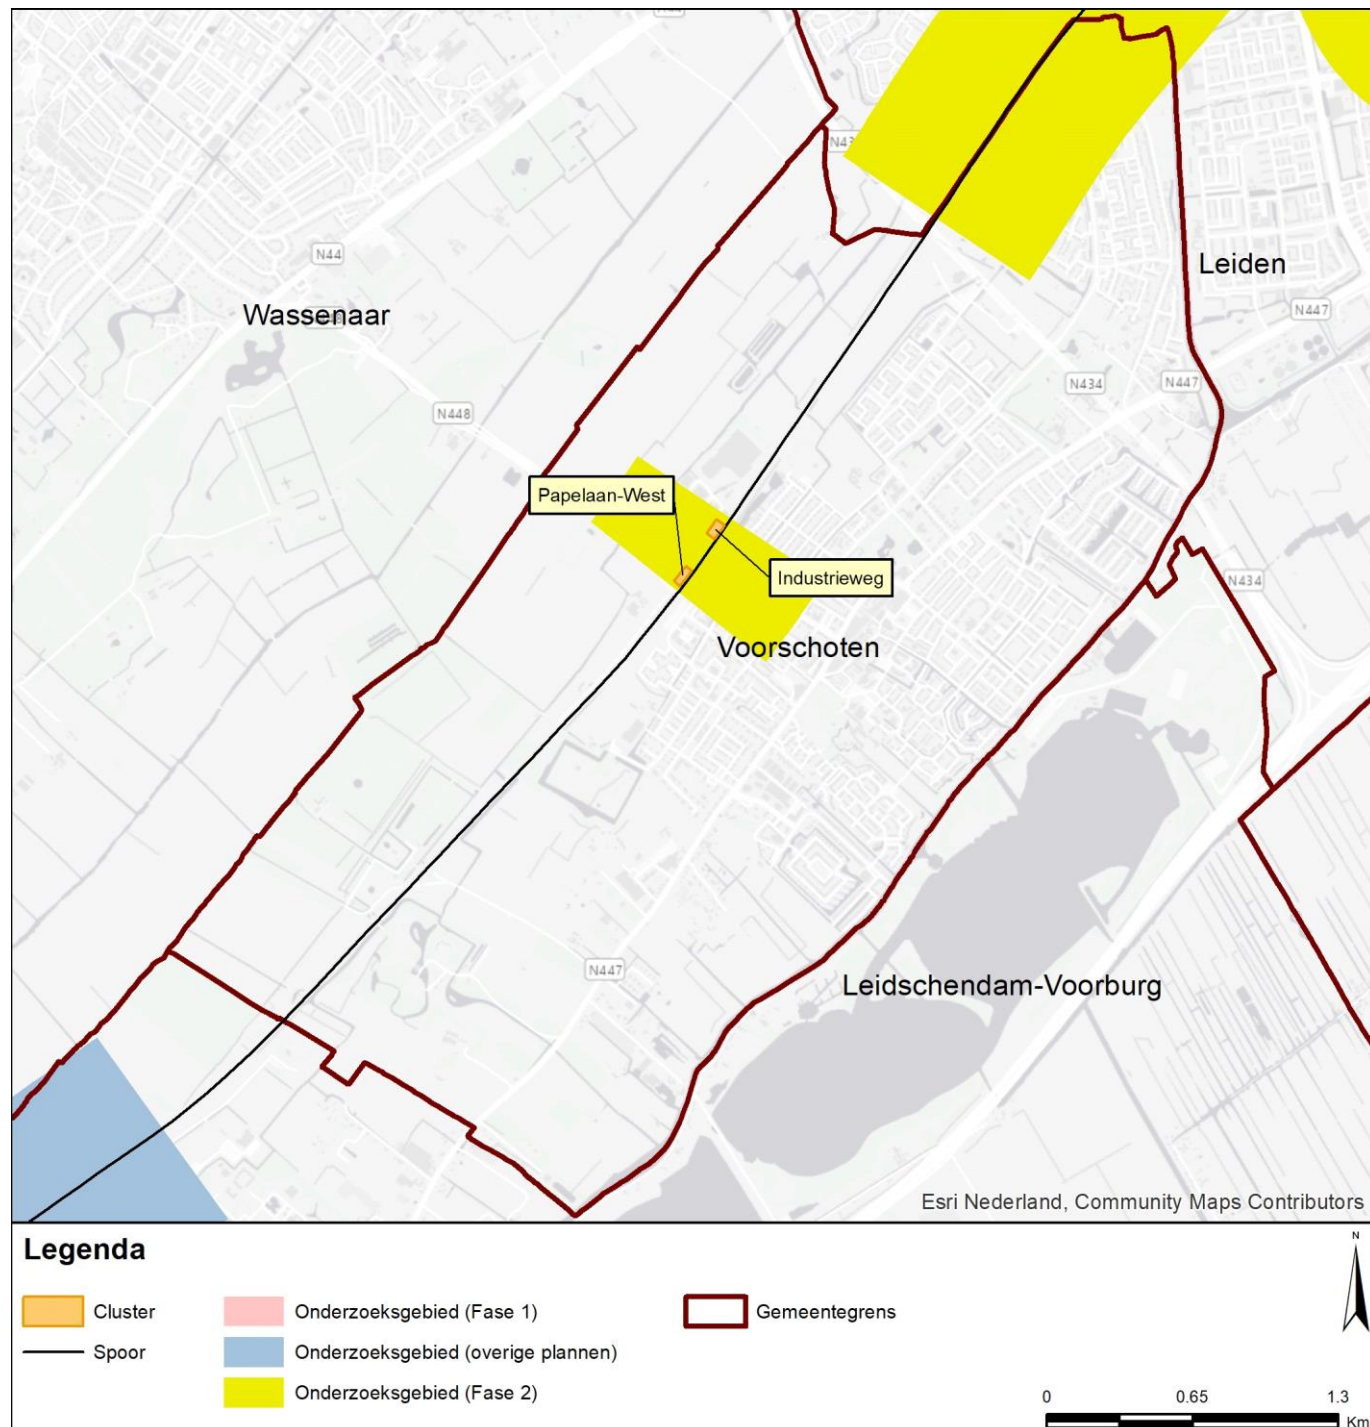 N44
Wassenaar
N448
Leiden
N447
N434
N447
Papelaan-West
Industrieweg
N434
Voorschoten
N447
Leidschendam-Voorburg
Esri Nederland, Community Maps Contributors
Legenda
Cluster
Spoor
Onderzoeksgebied (Fase 1)
Onderzoeksgebied (overige plannen)
Onderzoeksgebied (Fase 2)
Gemeentegrens
N
0 0.65 1.3
Km